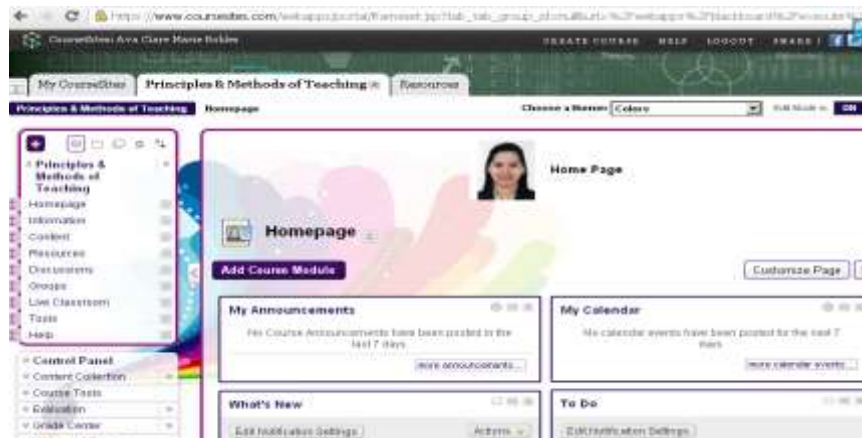 https://www.coursesites.com/webapps/portal/frameset.jsp?tab_tab_group_id=
CourseSites: Ava Clare Marie Robles
CREATE COURSE HELP LOGOUT SHARE!
My CourseSites Principles & Methods of Teaching Resources
Principles & Methods of Teaching Homepage Choose a theme: Colors Edit Mode is: ON
Principles & Methods of Teaching
Homepage
Information
Content
Resources
Discussions
Groups
Live Classroom
Tools
Help
Control Panel
Content Collection
Course Tools
Evaluation
Grade Center
Home Page
Homepage
Add Course Module Customize Page
My Announcements
No Course Announcements have been posted in the
last 7 days.
more announcements...
My Calendar
No calendar events have been posted for the next 7
days.
more calendar events...
What's New
Edit Notification Settings Actions
To Do
Edit Notification Settings